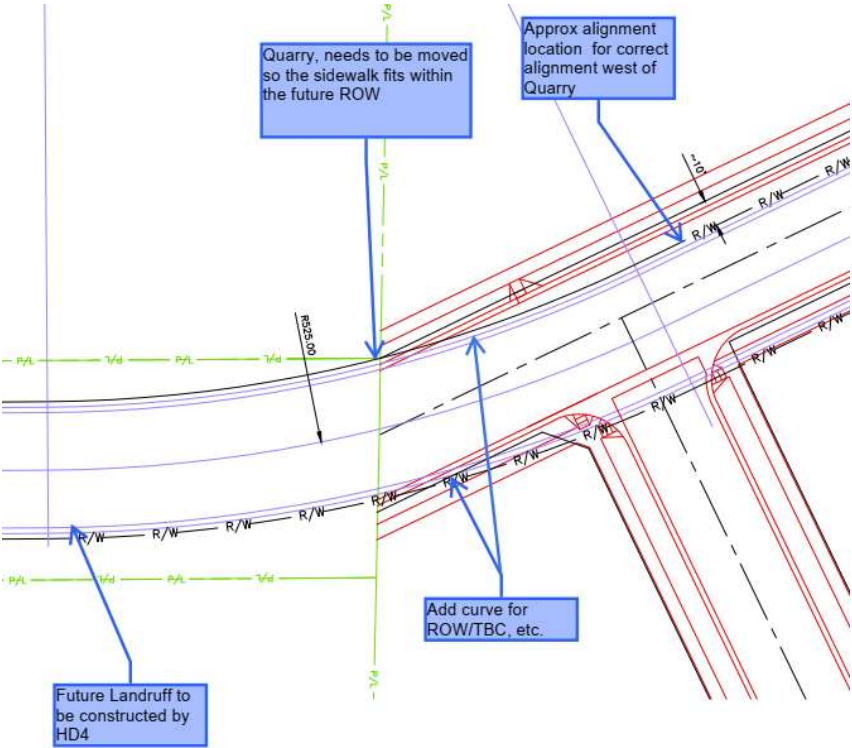 P/L
Quarry, needs to be moved
so the sidewalk fits within
the future ROW
Approx alignment
location for correct
alignment west of
Quarry
P/L
~10'
R/W
R/W
R/W
R525.00
P/L
P/L
P/L
P/L
R/W
R/W
R/W
R/W
R/W
R/W
R/W
R/W
R/W
R/W
R/W
P/L
P/L
P/L
P/L
Add curve for
ROW/TBC, etc.
P/L
Future Landruff to
be constructed by
HD4